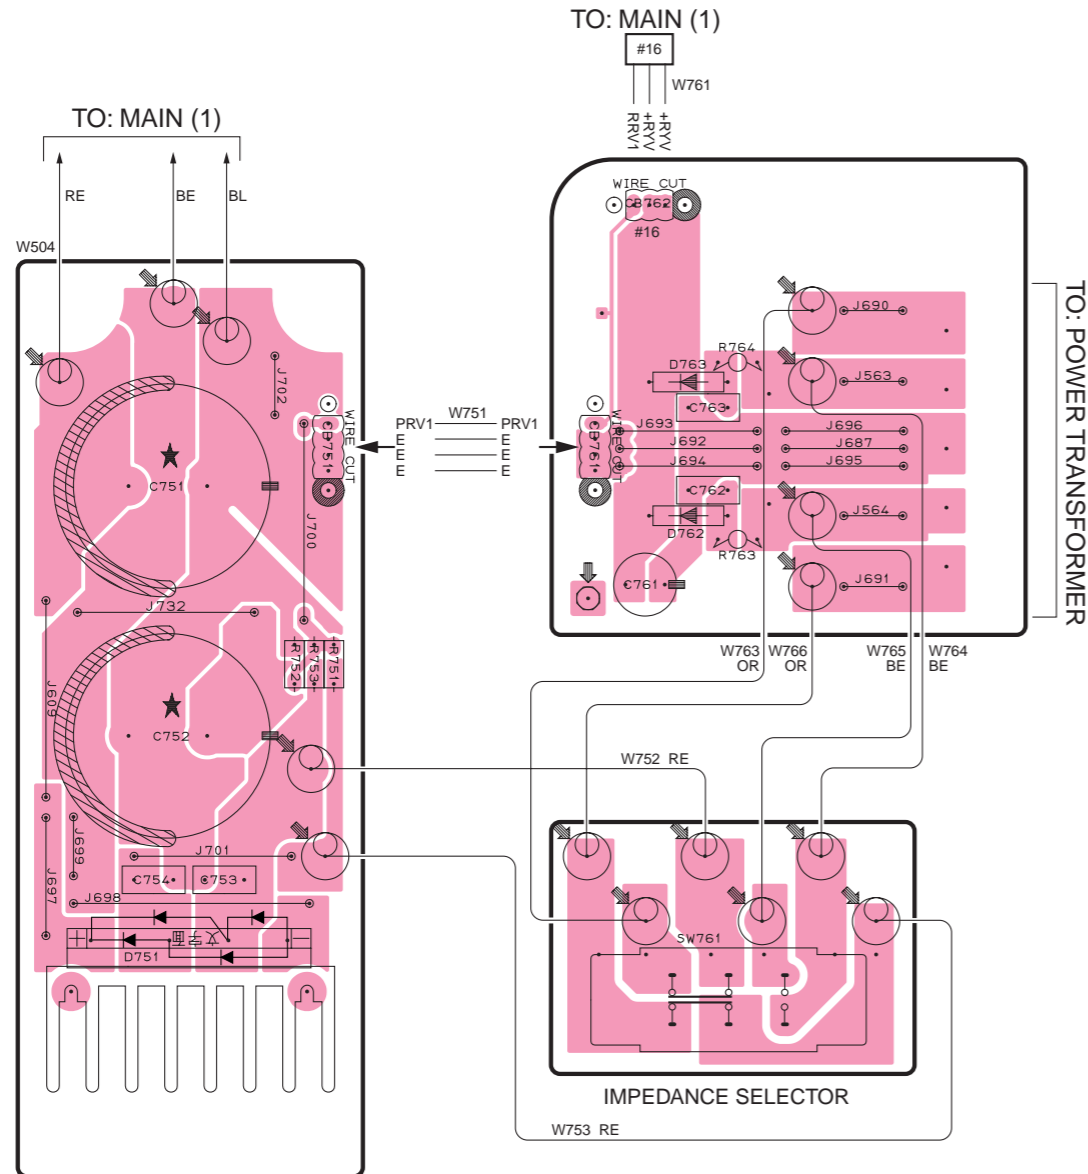 TO: MAIN (1)
#16
W761
RRV1
+RYV
+RYV
TO: MAIN (1)
RE
BE
BL
W504
WIRE CUT
CB762
#16
TO: POWER TRANSFORMER
J690
R764
D763
J563
C763
J702
WIRE CUT
CB751
PRV1
W751
PRV1
E
E
E
E
E
E
WIRE CUT
CB761
J693
J696
J692
J687
J694
J695
C751
C762
J564
D762
R763
J700
C761
J691
J732
W763
OR
W766
OR
W765
BE
W764
BE
R752
R753
R751
J609
C752
W752 RE
J699
J701
J697
C754
C753
J698
D751
SW761
IMPEDANCE SELECTOR
W753 RE